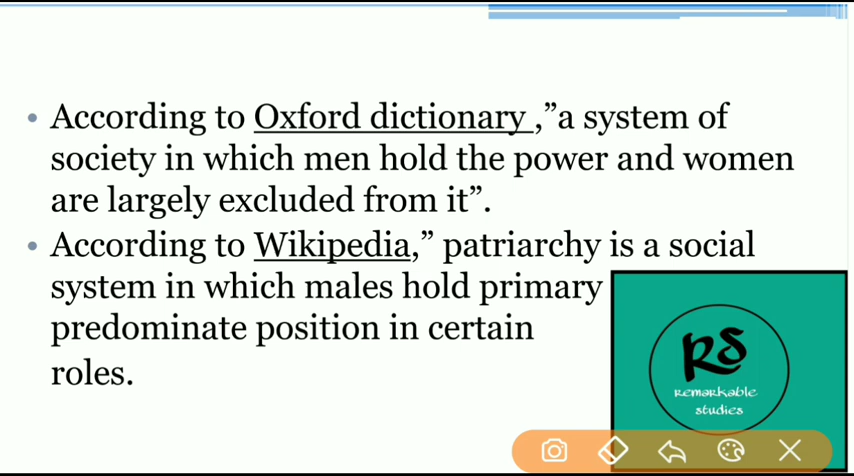 According to Oxford dictionary ,”a system of
society in which men hold the power and women
are largely excluded from it”.
According to Wikipedia,” patriarchy is a social
system in which males hold primary
predominate position in certain
roles.
RS
remarkable
studies